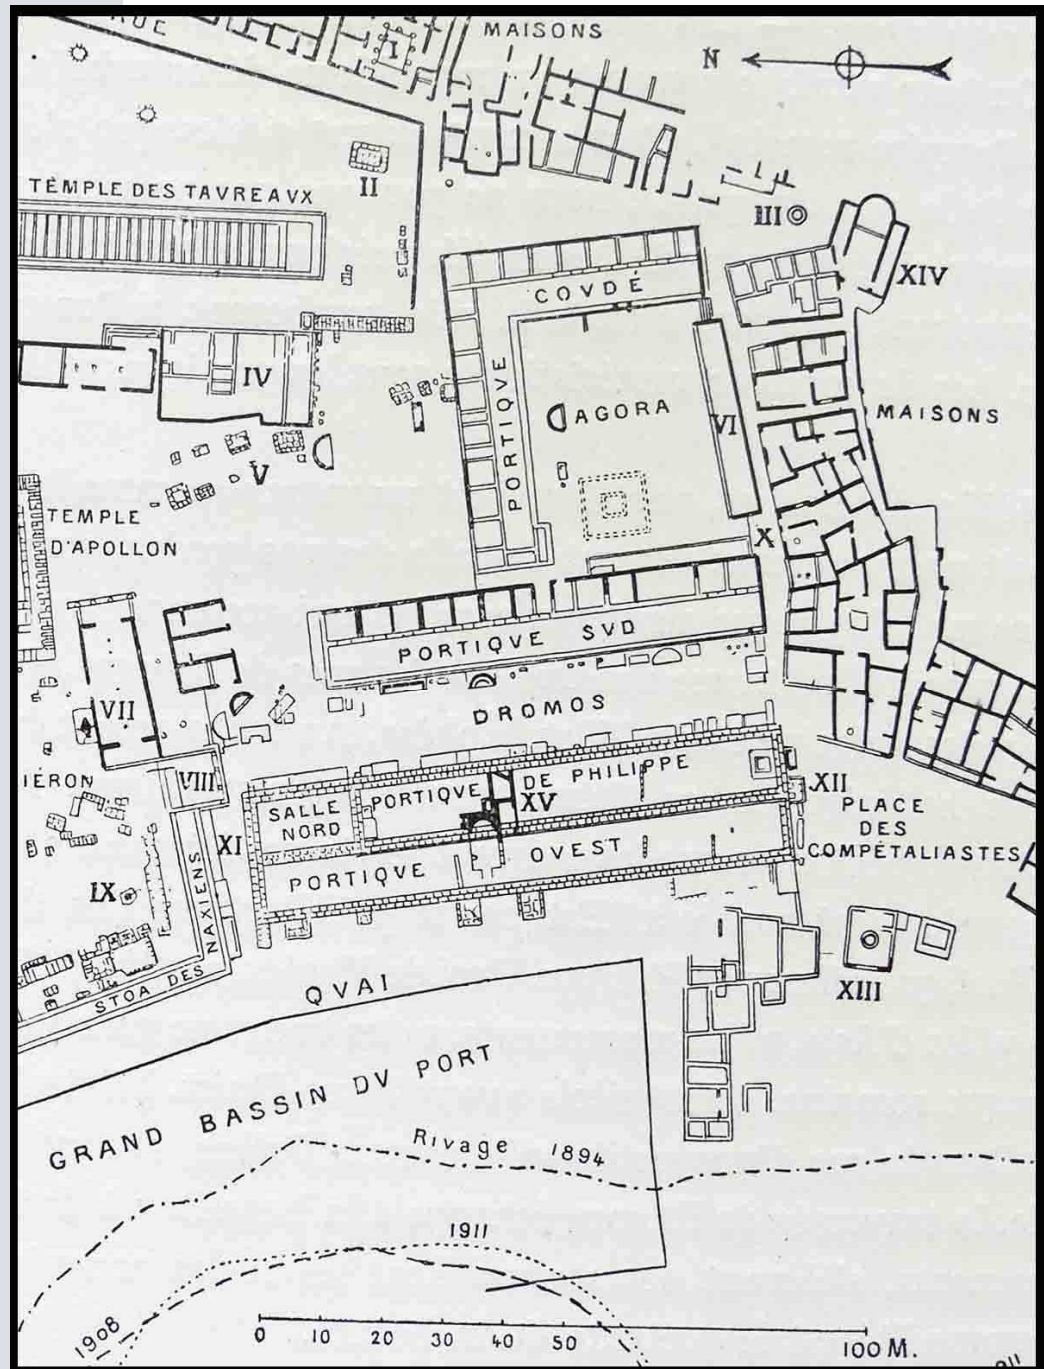 RUE
I
MAISONS
N
II
TEMPLE DES TAVREAVX
III
XIV
COVDÉ
PORTIQVE
AGORA
VI
IV
MAISONS
V
TEMPLE
D'APOLLON
X
PORTIQVE SVD
DROMOS
VII
VIII
IÉRON
SALLE
NORD
PORTIQVE
DE PHILIPPE
XV
XI
XII
PLACE
DES
COMPÉTALIASTES
PORTIQVE OVEST
IX
STOA DES NAXIENS
XIII
QVAI
GRAND BASSIN DV PORT
Rivage 1894
1911
1908
0 10 20 30 40 50 100 M.